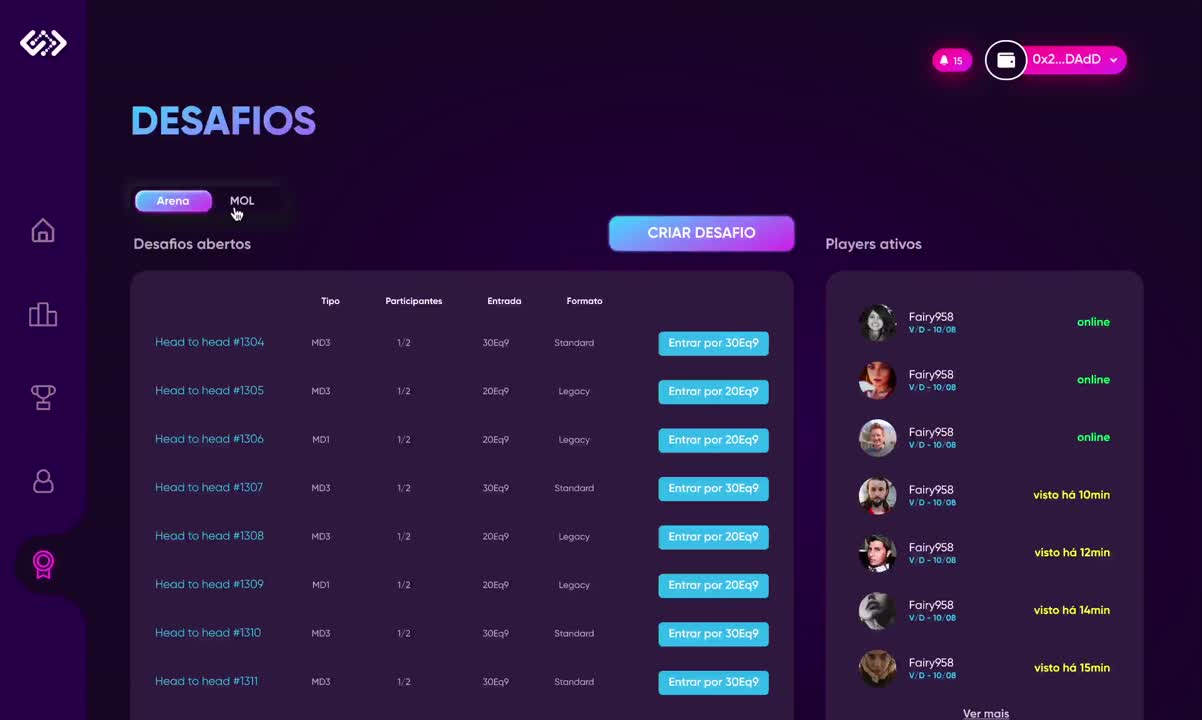 15
0x2...DAdD
DESAFIOS
Arena MOL
Desafios abertos
CRIAR DESAFIO
Tipo Participantes Entrada Formato
Head to head #1304 MD3 1/2 30Eq9 Standard Entrar por 30Eq9
Head to head #1305 MD3 1/2 20Eq9 Legacy Entrar por 20Eq9
Head to head #1306 MD1 1/2 20Eq9 Legacy Entrar por 20Eq9
Head to head #1307 MD3 1/2 30Eq9 Standard Entrar por 30Eq9
Head to head #1308 MD3 1/2 20Eq9 Legacy Entrar por 20Eq9
Head to head #1309 MD1 1/2 20Eq9 Legacy Entrar por 20Eq9
Head to head #1310 MD3 1/2 30Eq9 Standard Entrar por 30Eq9
Head to head #1311 MD3 1/2 30Eq9 Standard Entrar por 30Eq9
Players ativos
Fairy958 online
V/D - 10/08
Fairy958 online
V/D - 10/08
Fairy958 online
V/D - 10/08
Fairy958 visto há 10min
V/D - 10/08
Fairy958 visto há 12min
V/D - 10/08
Fairy958 visto há 14min
V/D - 10/08
Fairy958 visto há 15min
V/D - 10/08
Ver mais